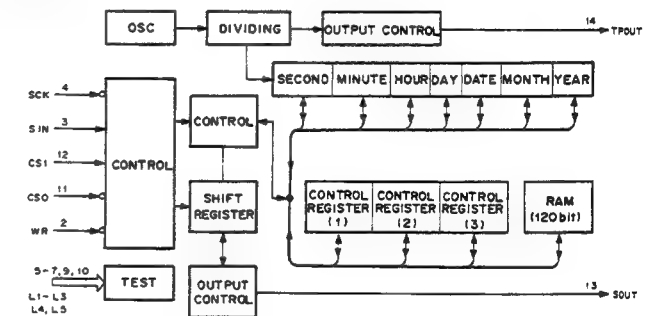 OSC
DIVIDING
OUTPUT CONTROL
14
TPOUT
SECOND MINUTE HOUR DAY DATE MONTH YEAR
SCK 4
SIN 3
CS1 12
CS0 11
WR 2
CONTROL
CONTROL
SHIFT
REGISTER
CONTROL
REGISTER
(1)
CONTROL
REGISTER
(2)
CONTROL
REGISTER
(3)
RAM
(120bit)
5-7, 9, 10
L1-L3
L4, L5
TEST
OUTPUT
CONTROL
13
SOUT